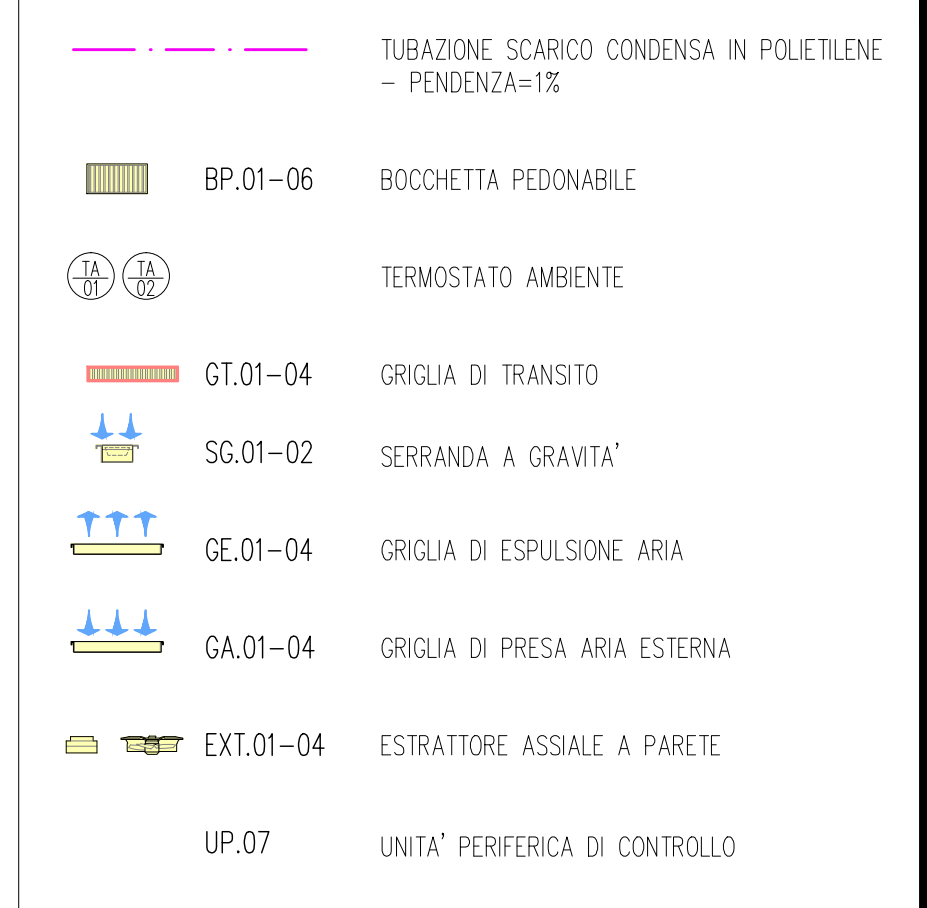 TUBAZIONE SCARICO CONDENSA IN POLIETILENE
– PENDENZA=1%
BP.01–06 BOCCHETTA PEDONABILE
TA 01 TA 02 TERMOSTATO AMBIENTE
GT.01–04 GRIGLIA DI TRANSITO
SG.01–02 SERRANDA A GRAVITA'
GE.01–04 GRIGLIA DI ESPULSIONE ARIA
GA.01–04 GRIGLIA DI PRESA ARIA ESTERNA
EXT.01–04 ESTRATTORE ASSIALE A PARETE
UP.07 UNITA' PERIFERICA DI CONTROLLO